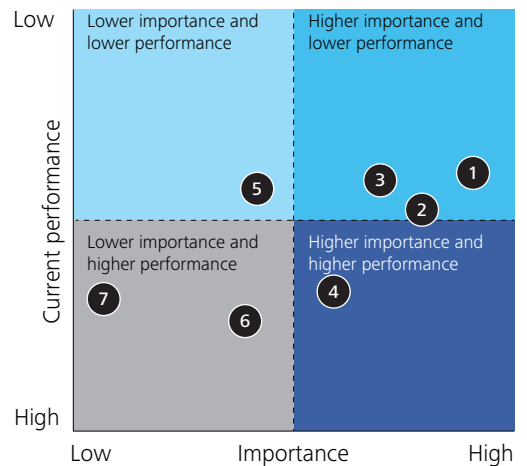 Low
Lower importance and
lower performance
Higher importance and
lower performance
1
3
5
2
Current performance
Lower importance and
higher performance
Higher importance and
higher performance
4
7
6
High
Low
Importance
High